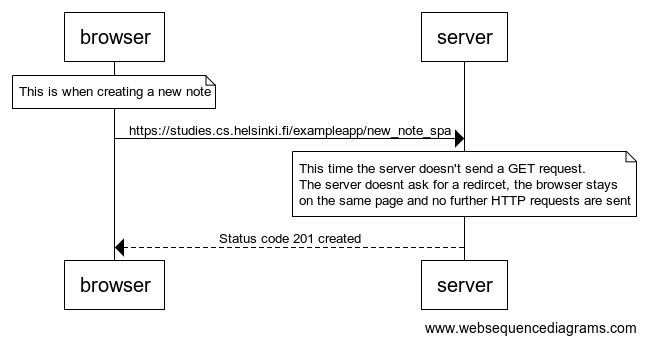 browser
server
This is when creating a new note
https://studies.cs.helsinki.fi/exampleapp/new_note_spa
This time the server doesn't send a GET request.
The server doesnt ask for a redircet, the browser stays
on the same page and no further HTTP requests are sent
Status code 201 created
browser
server
www.websequencediagrams.com